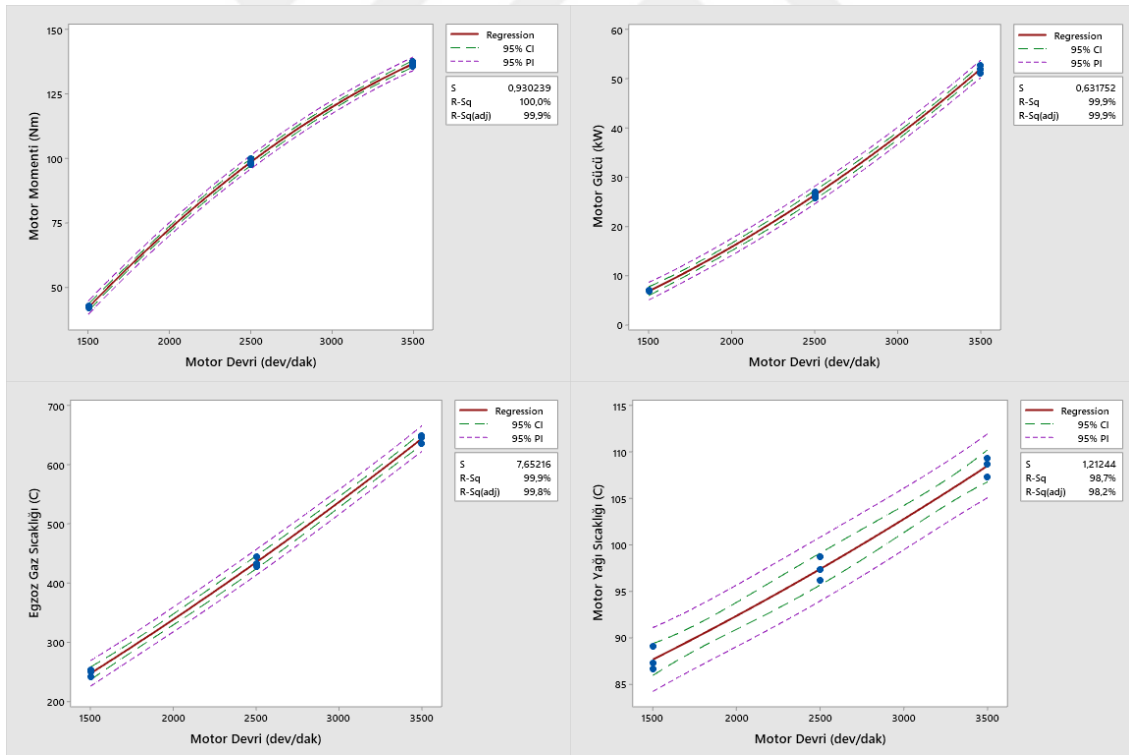 150
125
100
75
50
Motor Momenti (Nm)
1500 2000 2500 3000 3500
Motor Devri (dev/dak)
Regression
95% CI
95% PI
S 0,930239
R-Sq 100,0%
R-Sq(adj) 99,9%
60
50
40
30
20
10
0
Motor Gücü (kW)
1500 2000 2500 3000 3500
Motor Devri (dev/dak)
Regression
95% CI
95% PI
S 0,631752
R-Sq 99,9%
R-Sq(adj) 99,9%
700
600
500
400
300
200
Egzoz Gaz Sıcaklığı (C)
1500 2000 2500 3000 3500
Motor Devri (dev/dak)
Regression
95% CI
95% PI
S 7,65216
R-Sq 99,9%
R-Sq(adj) 99,8%
115
110
105
100
95
90
85
Motor Yağı Sıcaklığı (C)
1500 2000 2500 3000 3500
Motor Devri (dev/dak)
Regression
95% CI
95% PI
S 1,21244
R-Sq 98,7%
R-Sq(adj) 98,2%